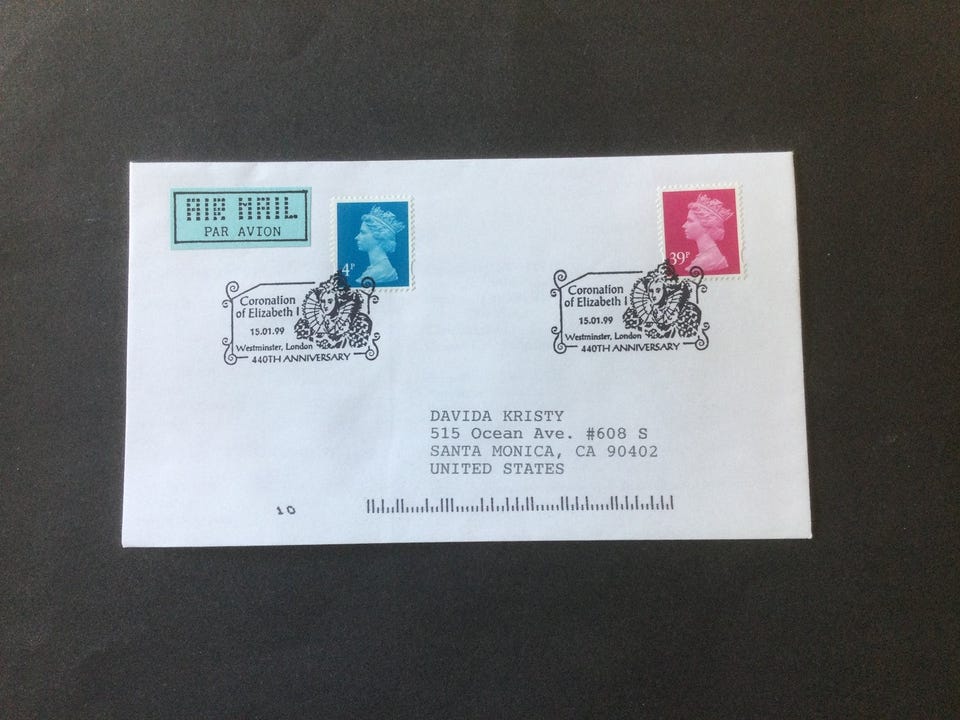 AIR MAIL
PAR AVION
4P
39P
Coronation
of Elizabeth I
15.01.99
Westminster, London
440TH ANNIVERSARY
Coronation
of Elizabeth I
15.01.99
Westminster, London
440TH ANNIVERSARY
DAVIDA KRISTY
515 Ocean Ave. #608 S
SANTA MONICA, CA 90402
UNITED STATES
10